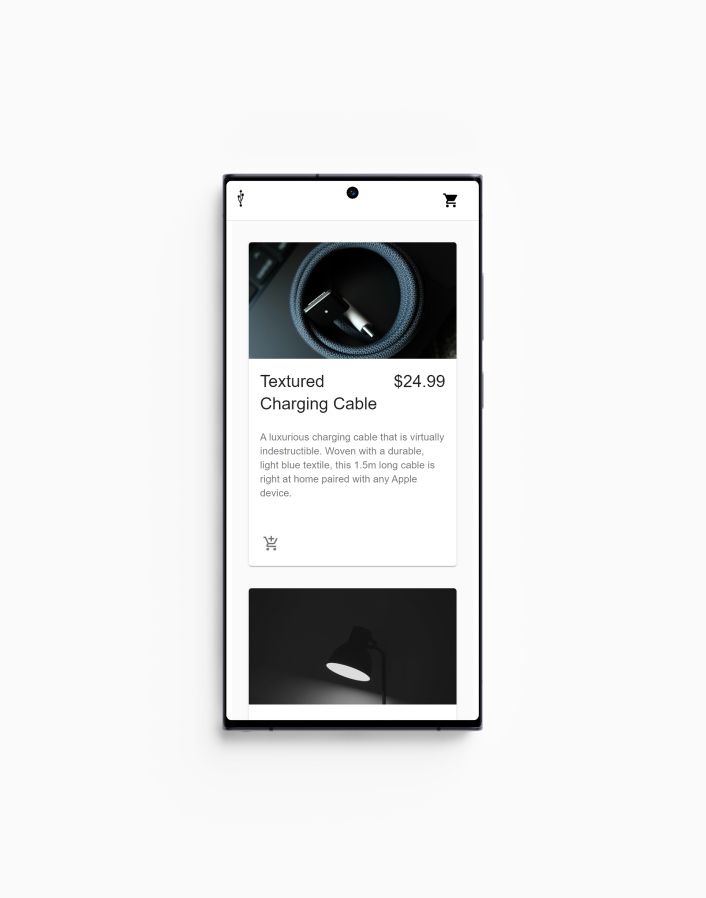 Textured $24.99
Charging Cable
A luxurious charging cable that is virtually
indestructible. Woven with a durable,
light blue textile, this 1.5m long cable is
right at home paired with any Apple
device.